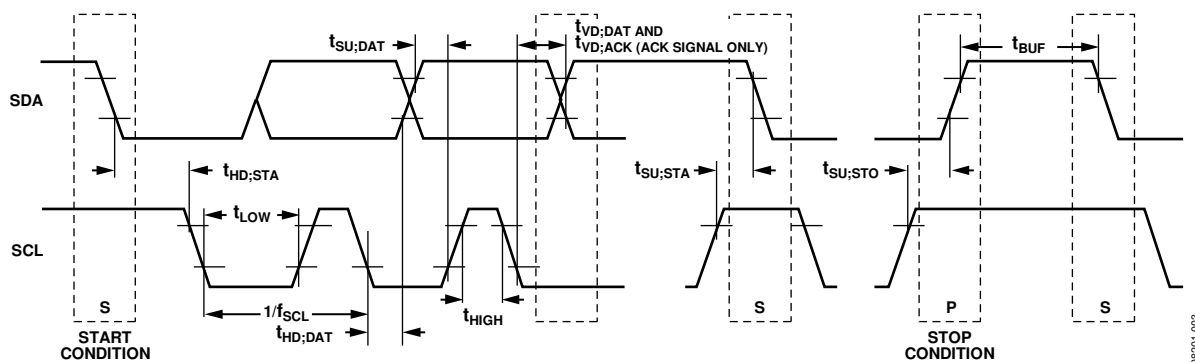 tVD;DAT AND
tVD;ACK (ACK SIGNAL ONLY)
tSU;DAT
tBUF
SDA
tHD;STA
tSU;STA
tSU;STO
tLOW
SCL
1/fSCL
tHIGH
tHD;DAT
S
S
P
S
START
CONDITION
STOP
CONDITION